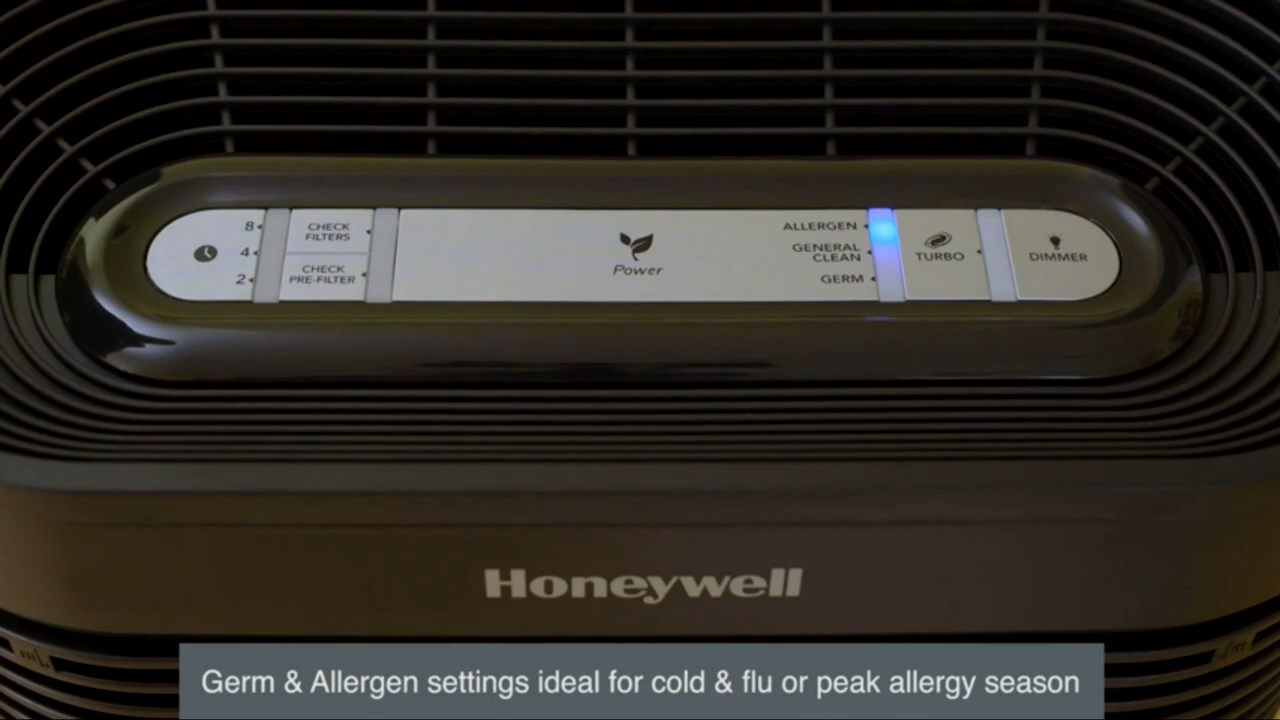 8
4
2
CHECK
FILTERS
CHECK
PRE-FILTER
Power
ALLERGEN
GENERAL
CLEAN
GERM
TURBO
DIMMER
Honeywell
Germ & Allergen settings ideal for cold & flu or peak allergy season